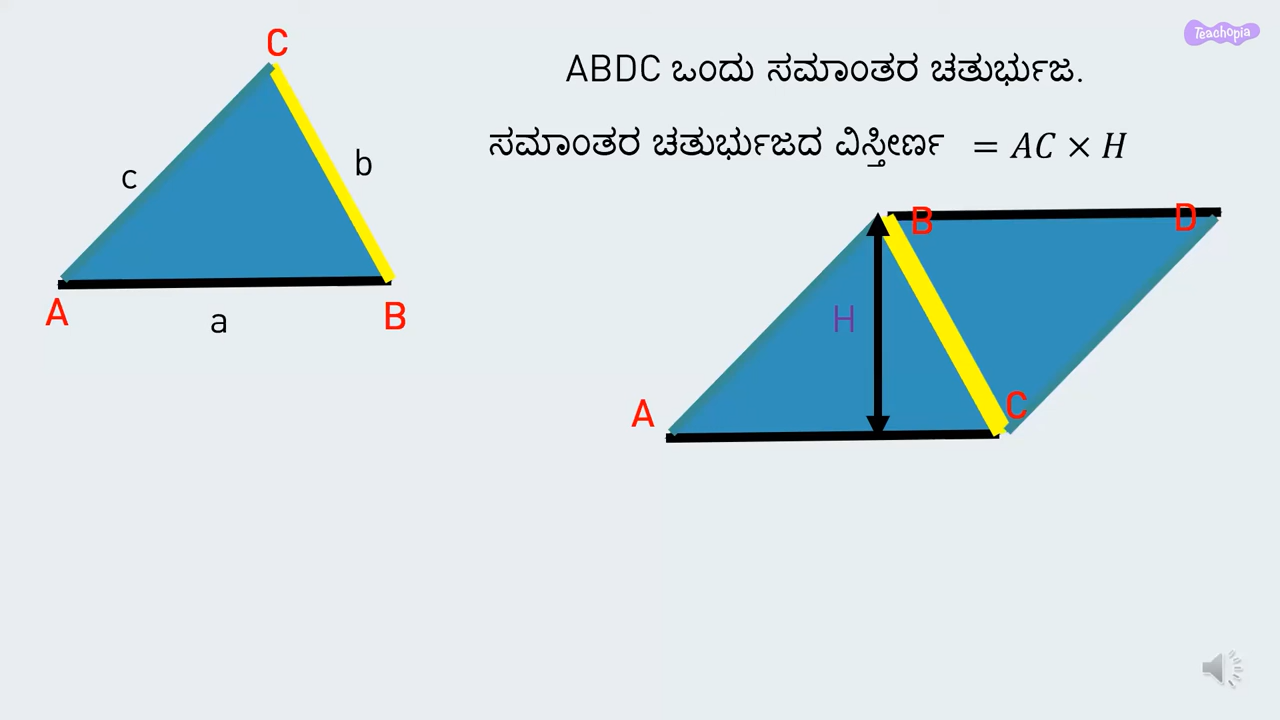 Teachopia
ABDC ಒಂದು ಸಮಾಂತರ ಚತುರ್ಭುಜ.
ಸಮಾಂತರ ಚತುರ್ಭುಜದ ವಿಸ್ತೀರ್ಣ = AC × H
C
c
b
A
a
B
B
D
H
A
C